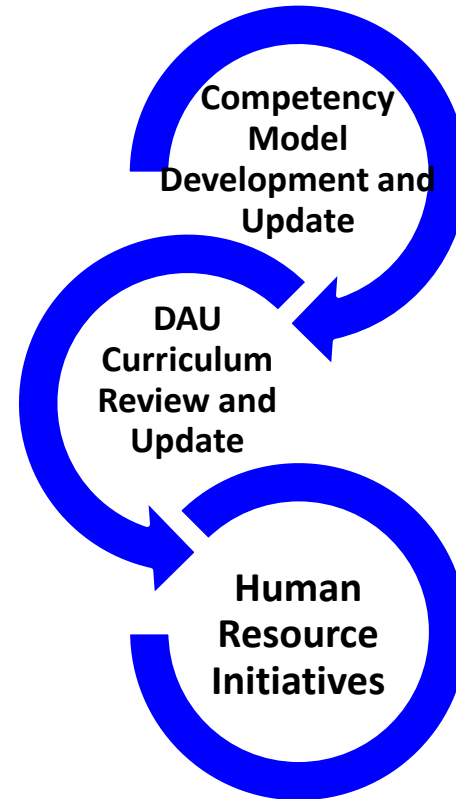 Competency
Model
Development and
Update
DAU
Curriculum
Review and
Update
Human
Resource
Initiatives